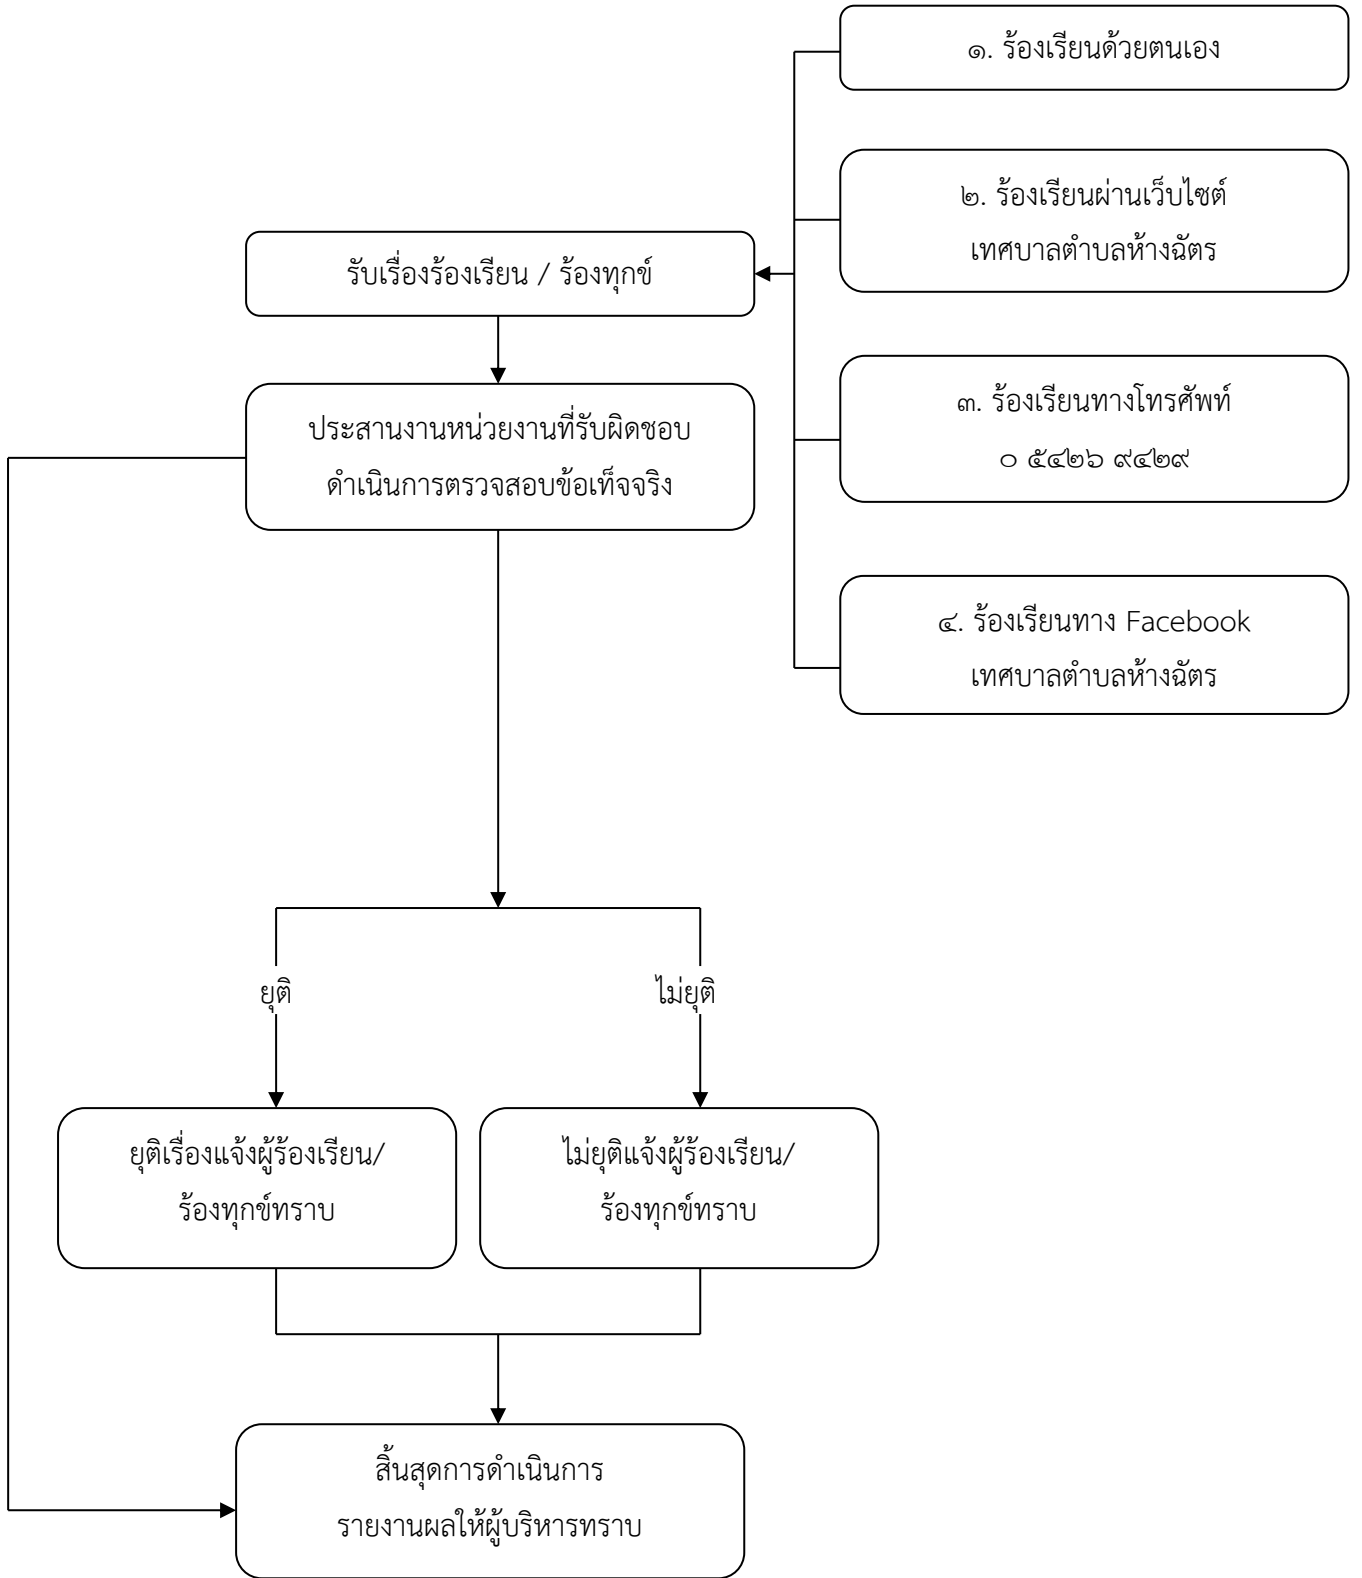 ๑. ร้องเรียนด้วยตนเอง
๒. ร้องเรียนผ่านเว็บไซต์
เทศบาลตำบลห้างฉัตร
รับเรื่องร้องเรียน / ร้องทุกข์
๓. ร้องเรียนทางโทรศัพท์
๐ ๕๔๒๖ ๙๔๒๙
ประสานงานหน่วยงานที่รับผิดชอบ
ดำเนินการตรวจสอบข้อเท็จจริง
๔. ร้องเรียนทาง Facebook
เทศบาลตำบลห้างฉัตร
ยุติ
ไม่ยุติ
ยุติเรื่องแจ้งผู้ร้องเรียน/
ร้องทุกข์ทราบ
ไม่ยุติแจ้งผู้ร้องเรียน/
ร้องทุกข์ทราบ
สิ้นสุดการดำเนินการ
รายงานผลให้ผู้บริหารทราบ